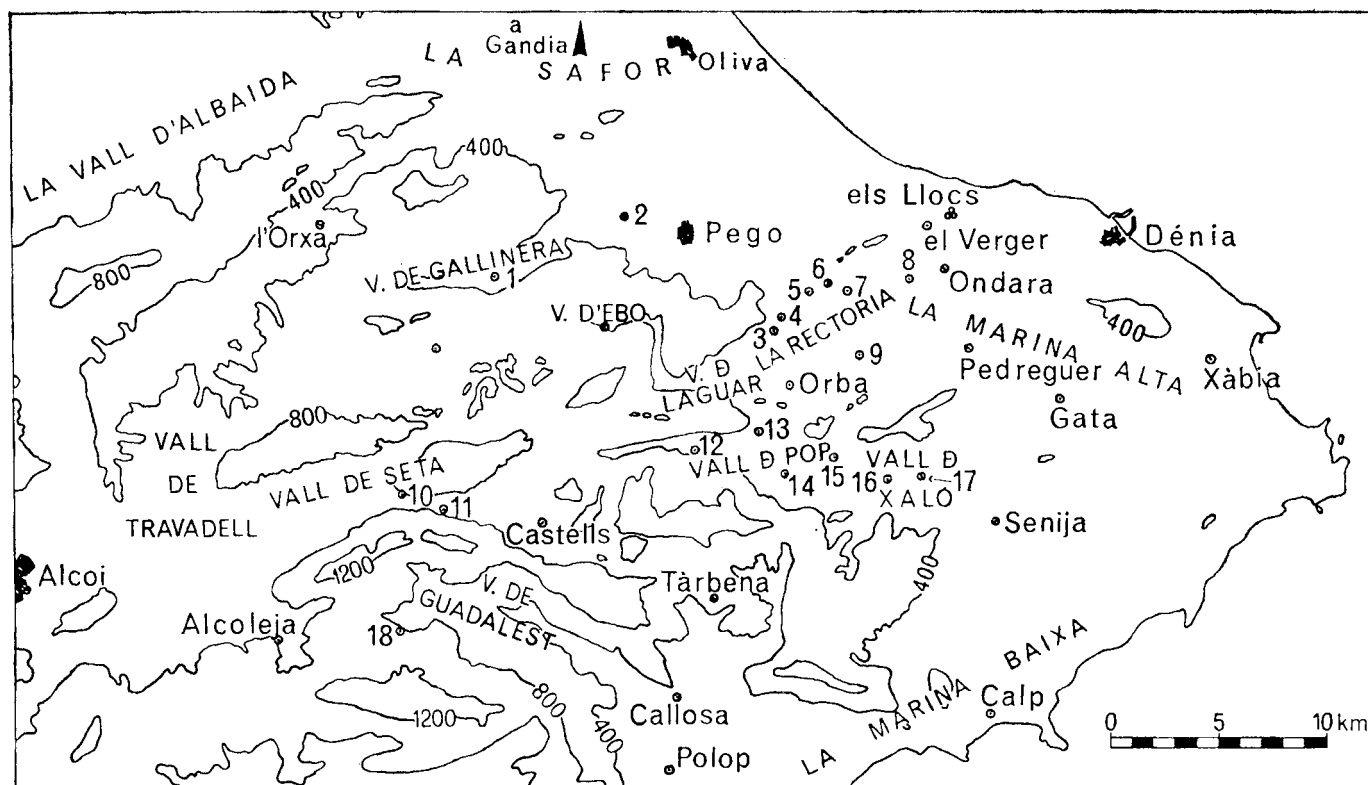 a
Gandia
LA SAFOR
Oliva
LA VALL D'ALBAIDA
400
400
els Llocs
l'Orxa
2
Pego
el Verger
Dénia
800
V. DE GALLINERA
1
6
8
Ondara
5
7
V. D'EBO
4
3
LA RECTORIA
LA MARINA ALTA
400
9
V. Đ
LAGUAR
Orba
Pedreguer
Xàbia
Gata
800
VALL
DE
TRAVADELL
13
12
VALL Đ POP
15
14
VALL Đ
XALÓ
16
17
VALL DE SETA
10
11
Castells
Senija
Alcoi
1200
Tàrbena
400
V. DE
GUADALEST
Alcoleja
18
800
400
1200
Callosa
LA MARINA BAIXA
Calp
Polop
0 5 10 km